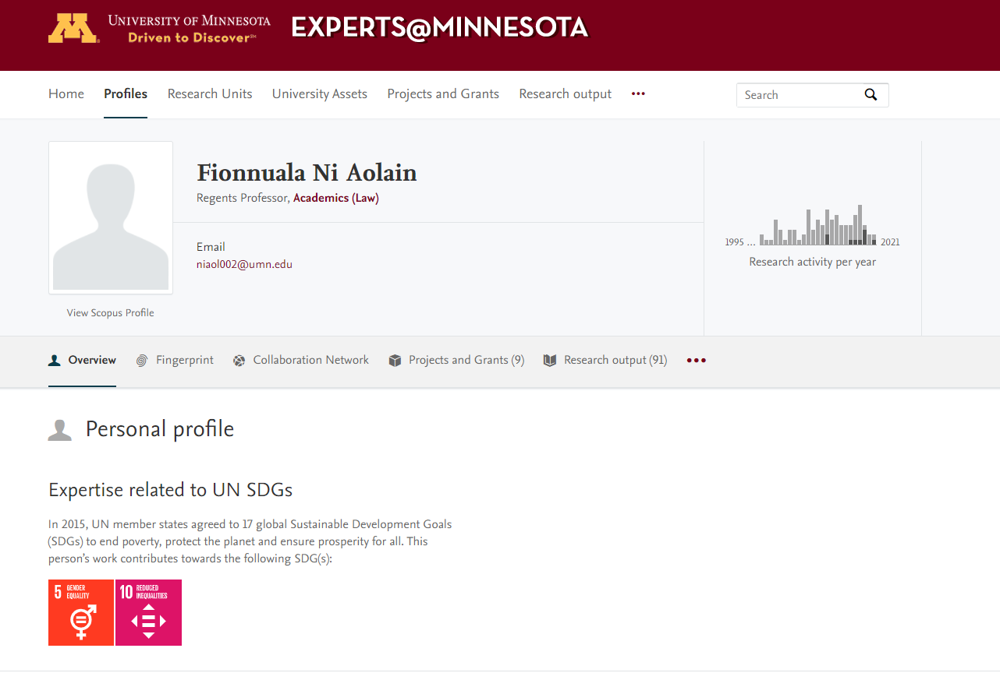 UNIVERSITY OF MINNESOTA
Driven to Discover℠
EXPERTS@MINNESOTA
Home Profiles Research Units University Assets Projects and Grants Research output •••
Search
Fionnuala Ni Aolain
Regents Professor, Academics (Law)
Email
niaol002@umn.edu
1995 ... 2021
Research activity per year
View Scopus Profile
Overview Fingerprint Collaboration Network Projects and Grants (9) Research output (91) •••
Personal profile
Expertise related to UN SDGs
In 2015, UN member states agreed to 17 global Sustainable Development Goals
(SDGs) to end poverty, protect the planet and ensure prosperity for all. This
person’s work contributes towards the following SDG(s):
5 GENDER
EQUALITY
10 REDUCED
INEQUALITIES